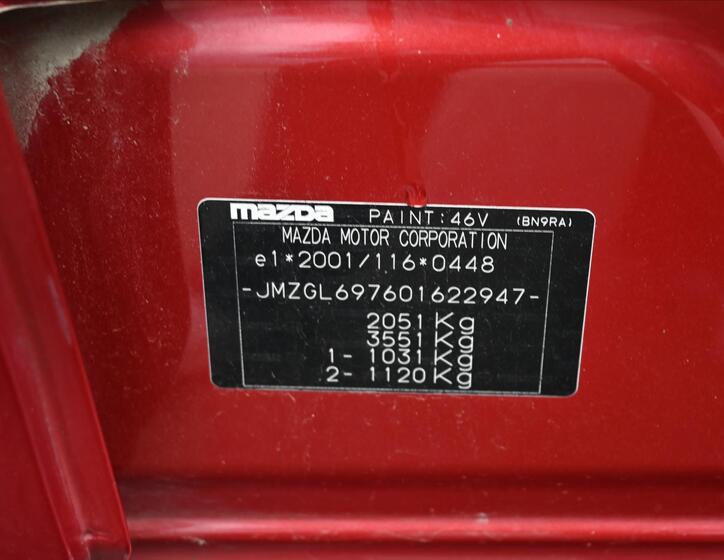 mazda PAINT: 46V (BN9RA)
MAZDA MOTOR CORPORATION
e1*2001/116*0448
-JMZGL697601622947-
2051 Kg
3551 Kg
1- 1031 Kg
2- 1120 Kg